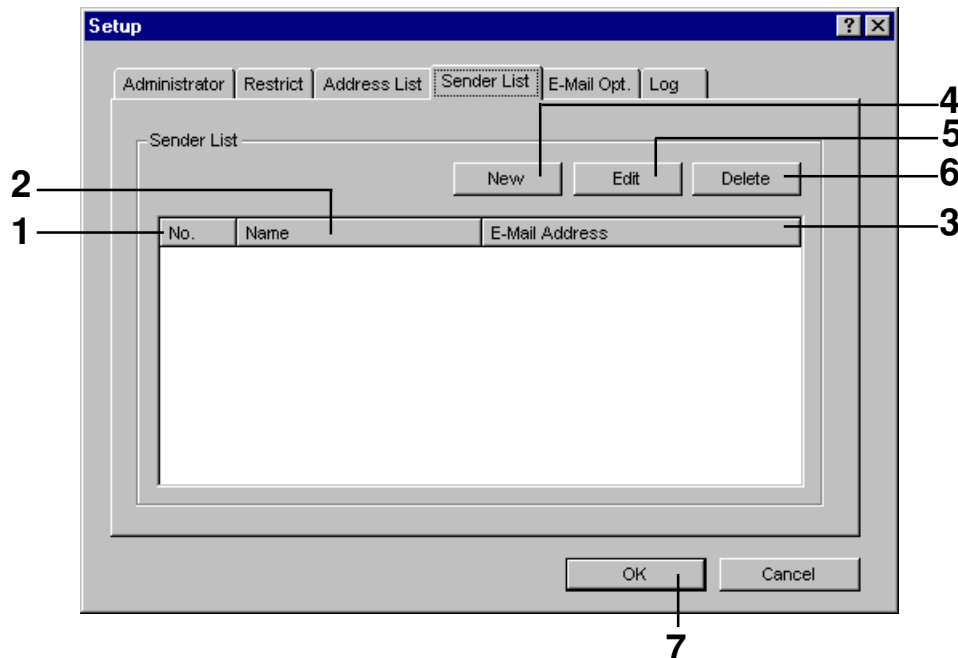 Setup
Administrator Restrict Address List Sender List E-Mail Opt. Log
4
Sender List
5
New Edit Delete 6
2
1 No. Name E-Mail Address 3
OK Cancel
7